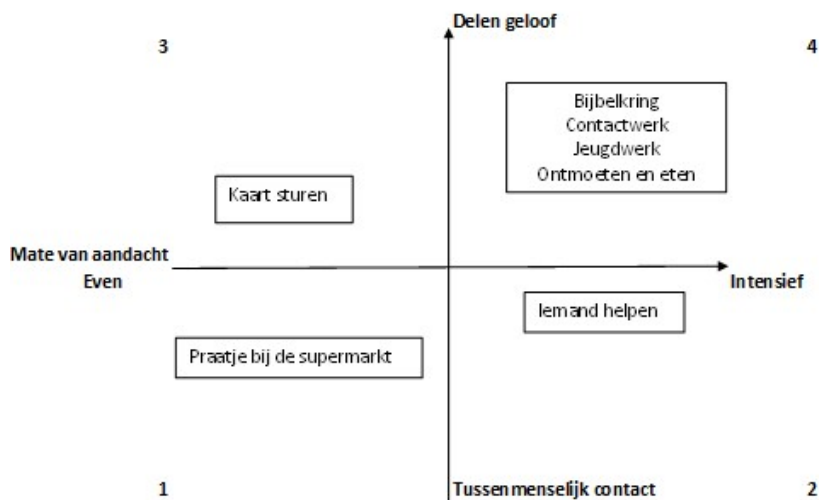 Delen geloof
3
4
Bijbelkring
Contactwerk
Jeugdwerk
Ontmoeten en eten
Kaart sturen
Mate van aandacht
Even
Intensief
Iemand helpen
Praatje bij de supermarkt
1
Tussenmenselijk contact
2